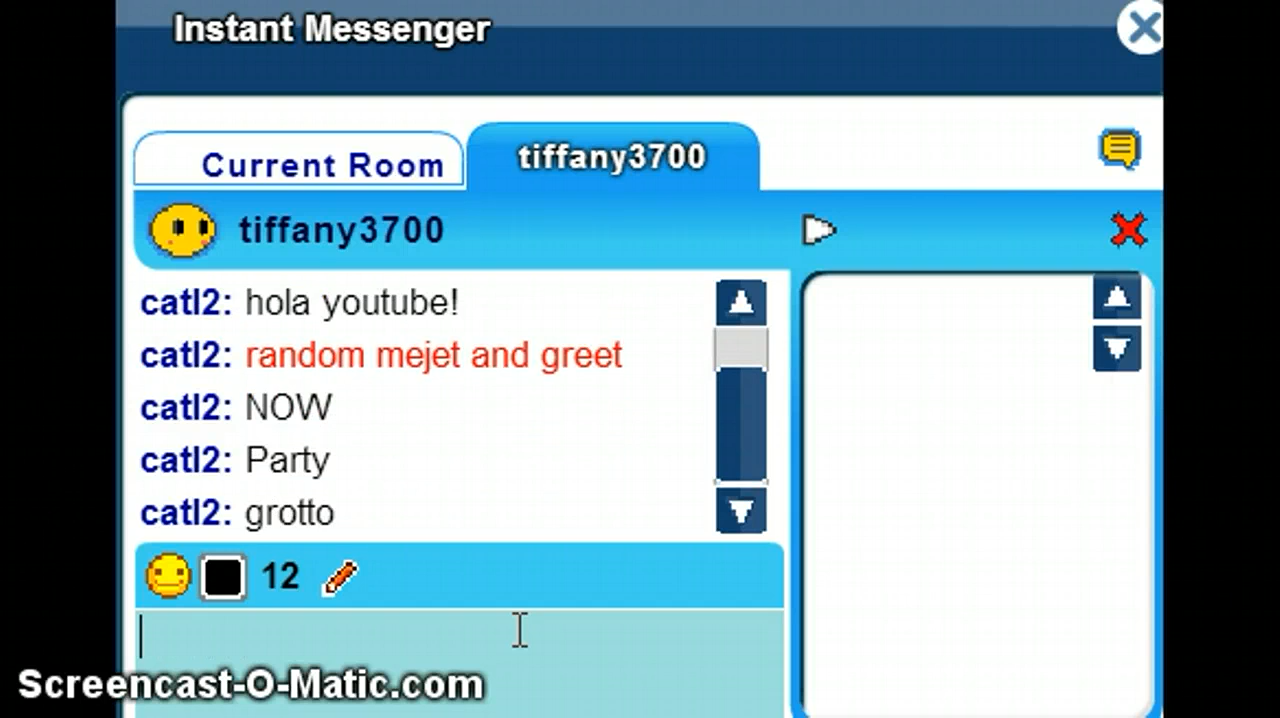 Instant Messenger
Current Room
tiffany3700
tiffany3700
catl2: hola youtube!
catl2: random mejet and greet
catl2: NOW
catl2: Party
catl2: grotto
12
Screencast-O-Matic.com